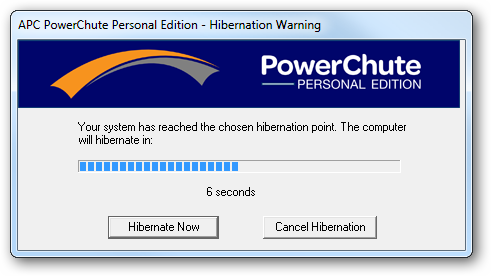 APC PowerChute Personal Edition - Hibernation Warning
PowerChute
PERSONAL EDITION
Your system has reached the chosen hibernation point. The computer
will hibernate in:
6 seconds
Hibernate Now
Cancel Hibernation